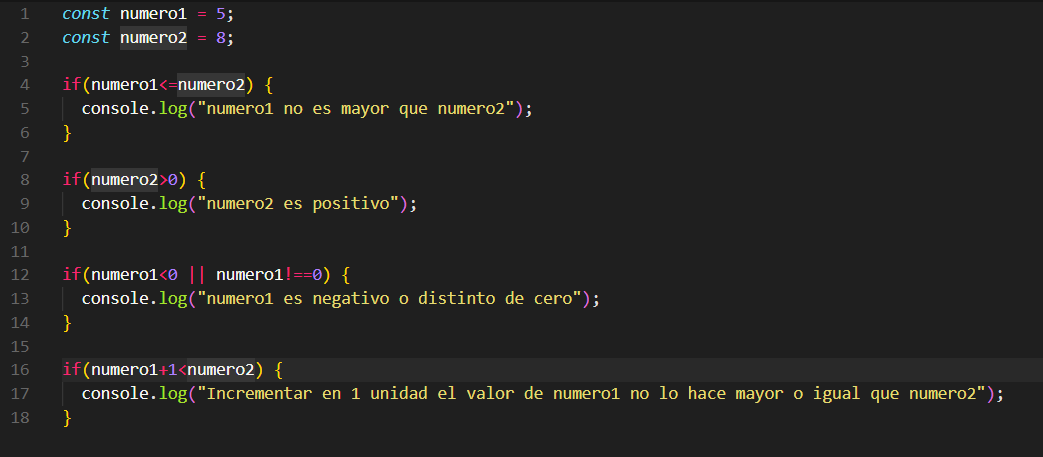 1 const numero1 = 5;
2 const numero2 = 8;
3
4 if(numero1<=numero2) {
5 console.log("numero1 no es mayor que numero2");
6 }
7
8 if(numero2>0) {
9 console.log("numero2 es positivo");
10 }
11
12 if(numero1<0 || numero1!==0) {
13 console.log("numero1 es negativo o distinto de cero");
14 }
15
16 if(numero1+1<numero2) {
17 console.log("Incrementar en 1 unidad el valor de numero1 no lo hace mayor o igual que numero2");
18 }